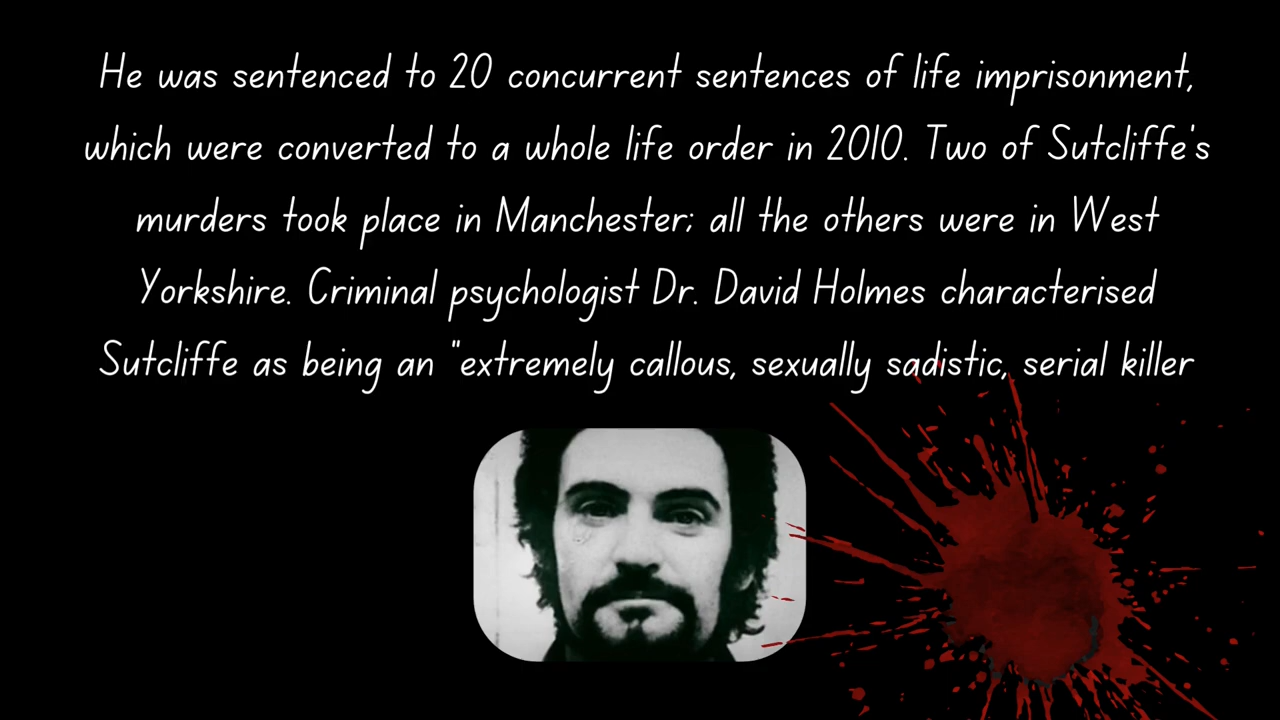 He was sentenced to 20 concurrent sentences of life imprisonment,
which were converted to a whole life order in 2010. Two of Sutcliffe's
murders took place in Manchester; all the others were in West
Yorkshire. Criminal psychologist Dr. David Holmes characterised
Sutcliffe as being an "extremely callous, sexually sadistic, serial killer